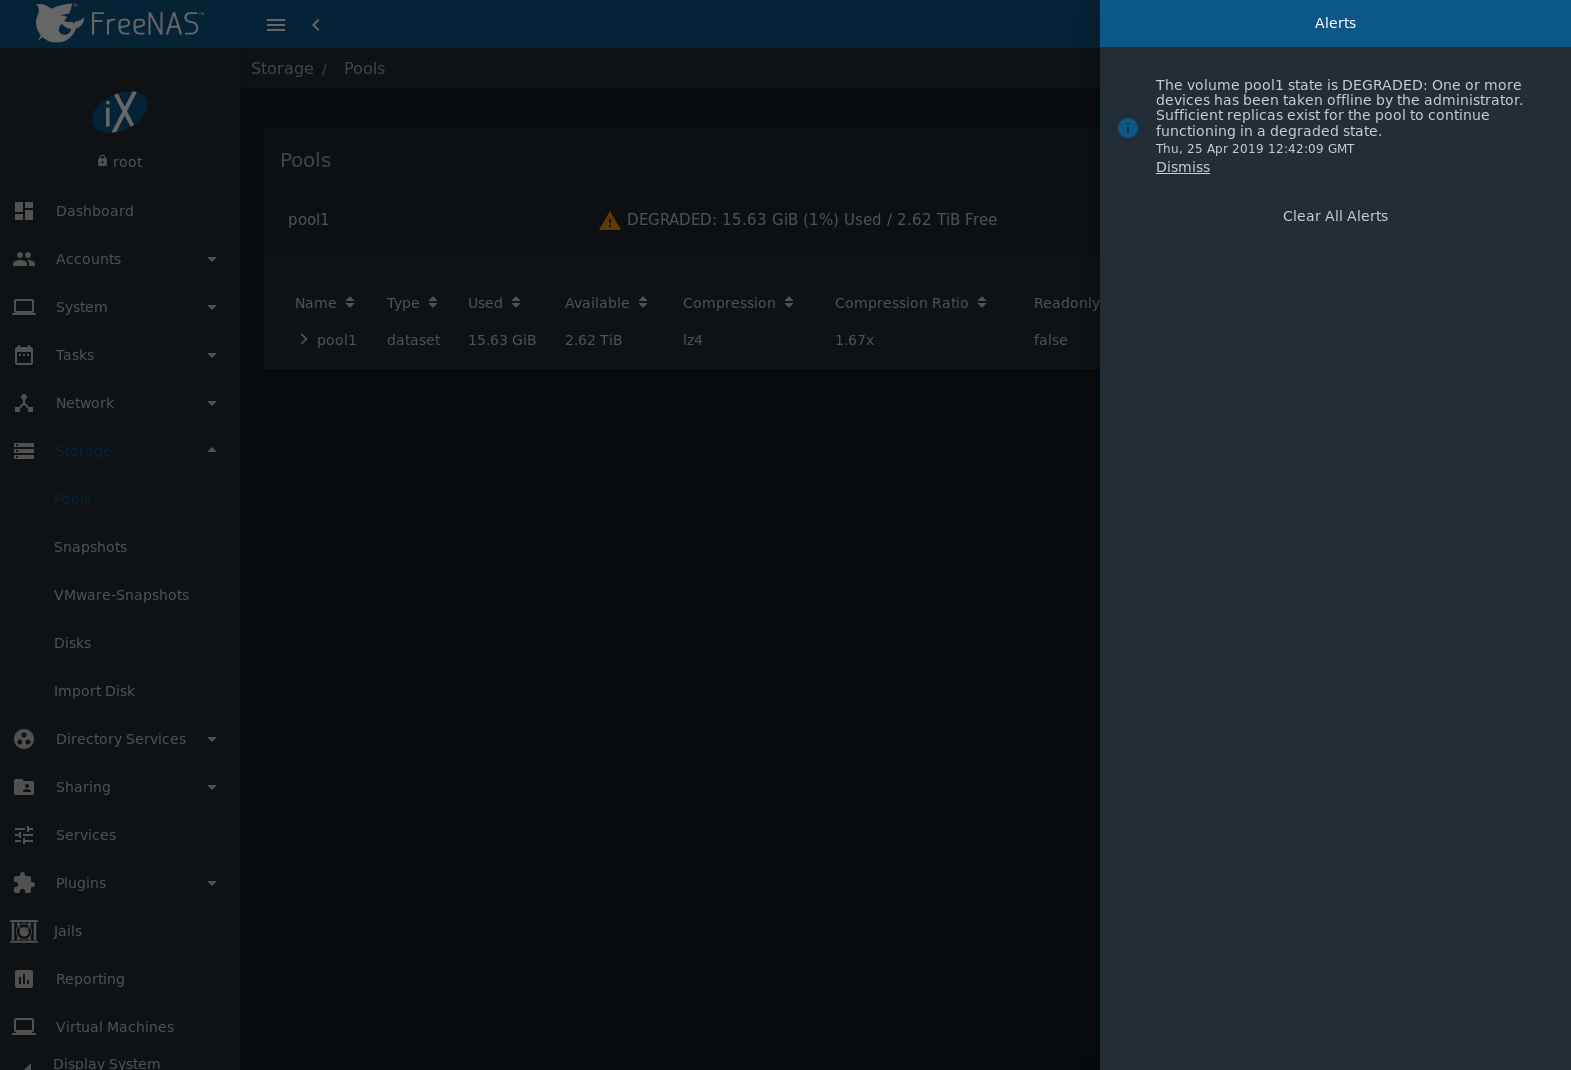 FreeNAS™
Storage / Pools
iX
root
Dashboard
Accounts
System
Tasks
Network
Storage
Pools
Snapshots
VMware-Snapshots
Disks
Import Disk
Directory Services
Sharing
Services
Plugins
Jails
Reporting
Virtual Machines
Display System
Pools
pool1 DEGRADED: 15.63 GiB (1%) Used / 2.62 TiB Free
Name Type Used Available Compression Compression Ratio Readonly
pool1 dataset 15.63 GiB 2.62 TiB lz4 1.67x false
Alerts
The volume pool1 state is DEGRADED: One or more
devices has been taken offline by the administrator.
Sufficient replicas exist for the pool to continue
functioning in a degraded state.
Thu, 25 Apr 2019 12:42:09 GMT
Dismiss
Clear All Alerts